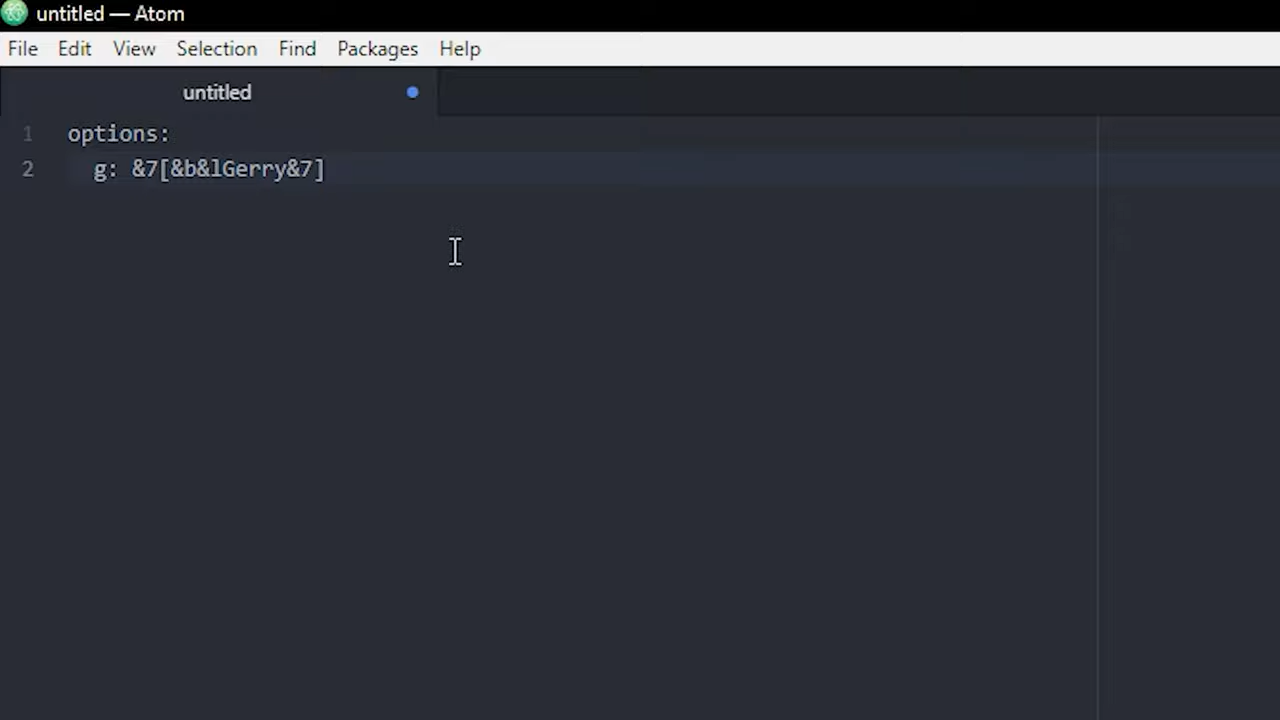 untitled — Atom
File Edit View Selection Find Packages Help
untitled
1 options:
2 g: &7[&b&lGerry&7]